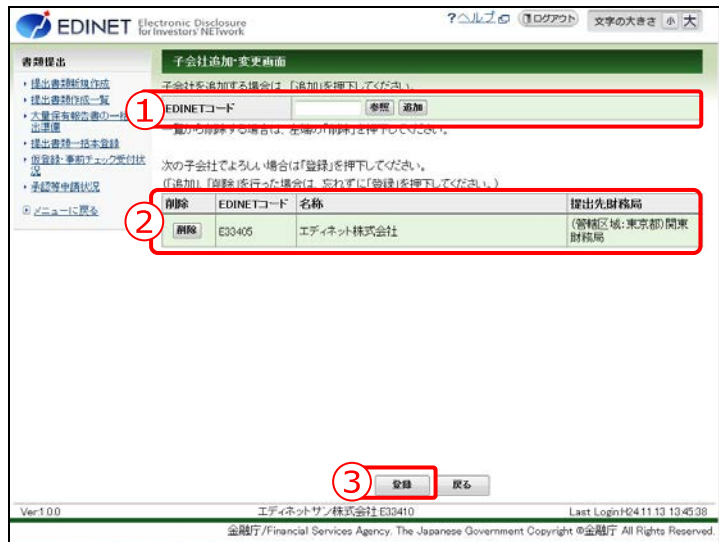 EDINET Electronic Disclosure for Investors' NETwork
?ヘルプ ログアウト 文字の大きさ 小 大
書類提出
・提出書類新規作成
・提出書類作成一覧
・大量保有報告書の一
出準備
・提出書類一括本登録
・仮登録・事前チェック受付状
況
・承認等申請状況
メニューに戻る
子会社追加・変更画面
子会社を追加する場合は、「追加」を押下してください。
1
EDINETコード 参照 追加
一覧から削除する場合は、左端の「削除」を押下してください。
次の子会社でよろしい場合は「登録」を押下してください。
(「追加」、「削除」を行った場合は、忘れずに「登録」を押下してください。)
2
削除 EDINETコード 名称 提出先財務局
削除 E33405 エディネット株式会社 (管轄区域:東京都)関東
財務局
3
登録 戻る
Ver.1.0.0 エディネットサン株式会社:E33410 Last Login:H24.11.13 13:45:38
金融庁/Financial Services Agency, The Japanese Government Copyright ©金融庁 All Rights Reserved.